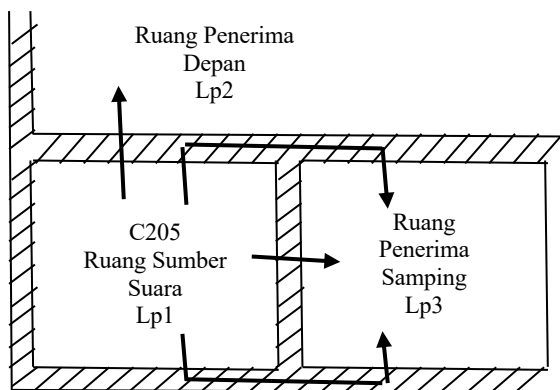 Ruang Penerima
Depan
Lp2
C205
Ruang Sumber
Suara
Lp1
Ruang
Penerima
Samping
Lp3